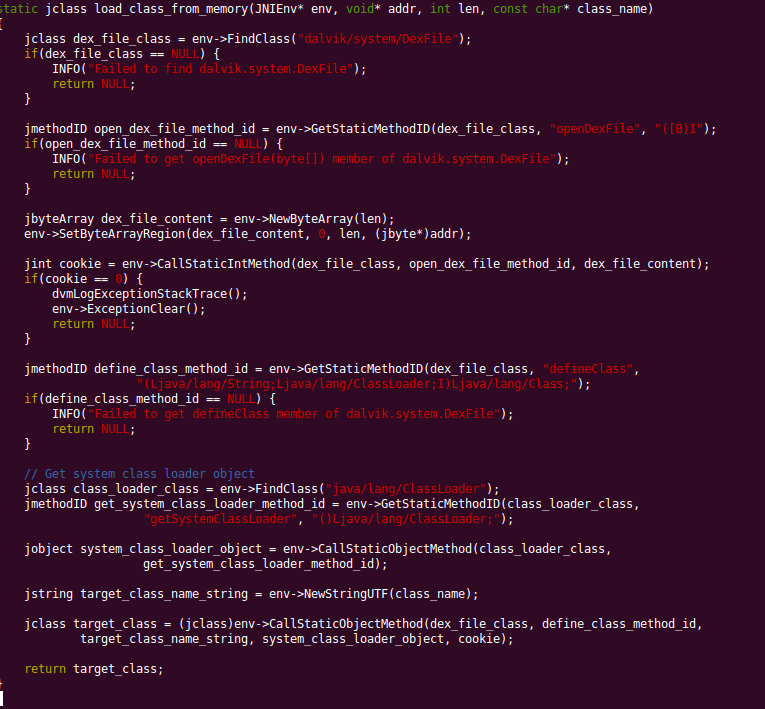 static jclass load_class_from_memory(JNIEnv* env, void* addr, int len, const char* class_name)
{
    jclass dex_file_class = env->FindClass("dalvik/system/DexFile");
    if(dex_file_class == NULL) {
        INFO("Failed to find dalvik.system.DexFile");
        return NULL;
    }

    jmethodID open_dex_file_method_id = env->GetStaticMethodID(dex_file_class, "openDexFile", "([B)I");
    if(open_dex_file_method_id == NULL) {
        INFO("Failed to get openDexFile(byte[]) member of dalvik.system.DexFile");
        return NULL;
    }

    jbyteArray dex_file_content = env->NewByteArray(len);
    env->SetByteArrayRegion(dex_file_content, 0, len, (jbyte*)addr);

    jint cookie = env->CallStaticIntMethod(dex_file_class, open_dex_file_method_id, dex_file_content);
    if(cookie == 0) {
        dvmLogExceptionStackTrace();
        env->ExceptionClear();
        return NULL;
    }

    jmethodID define_class_method_id = env->GetStaticMethodID(dex_file_class, "defineClass",
                    "(Ljava/lang/String;Ljava/lang/ClassLoader;I)Ljava/lang/Class;");
    if(define_class_method_id == NULL) {
        INFO("Failed to get defineClass member of dalvik.system.DexFile");
        return NULL;
    }

    // Get system class loader object
    jclass class_loader_class = env->FindClass("java/lang/ClassLoader");
    jmethodID get_system_class_loader_method_id = env->GetStaticMethodID(class_loader_class,
                     "getSystemClassLoader", "()Ljava/lang/ClassLoader;");

    jobject system_class_loader_object = env->CallStaticObjectMethod(class_loader_class,
                     get_system_class_loader_method_id);

    jstring target_class_name_string = env->NewStringUTF(class_name);

    jclass target_class = (jclass)env->CallStaticObjectMethod(dex_file_class, define_class_method_id,
            target_class_name_string, system_class_loader_object, cookie);

    return target_class;
}